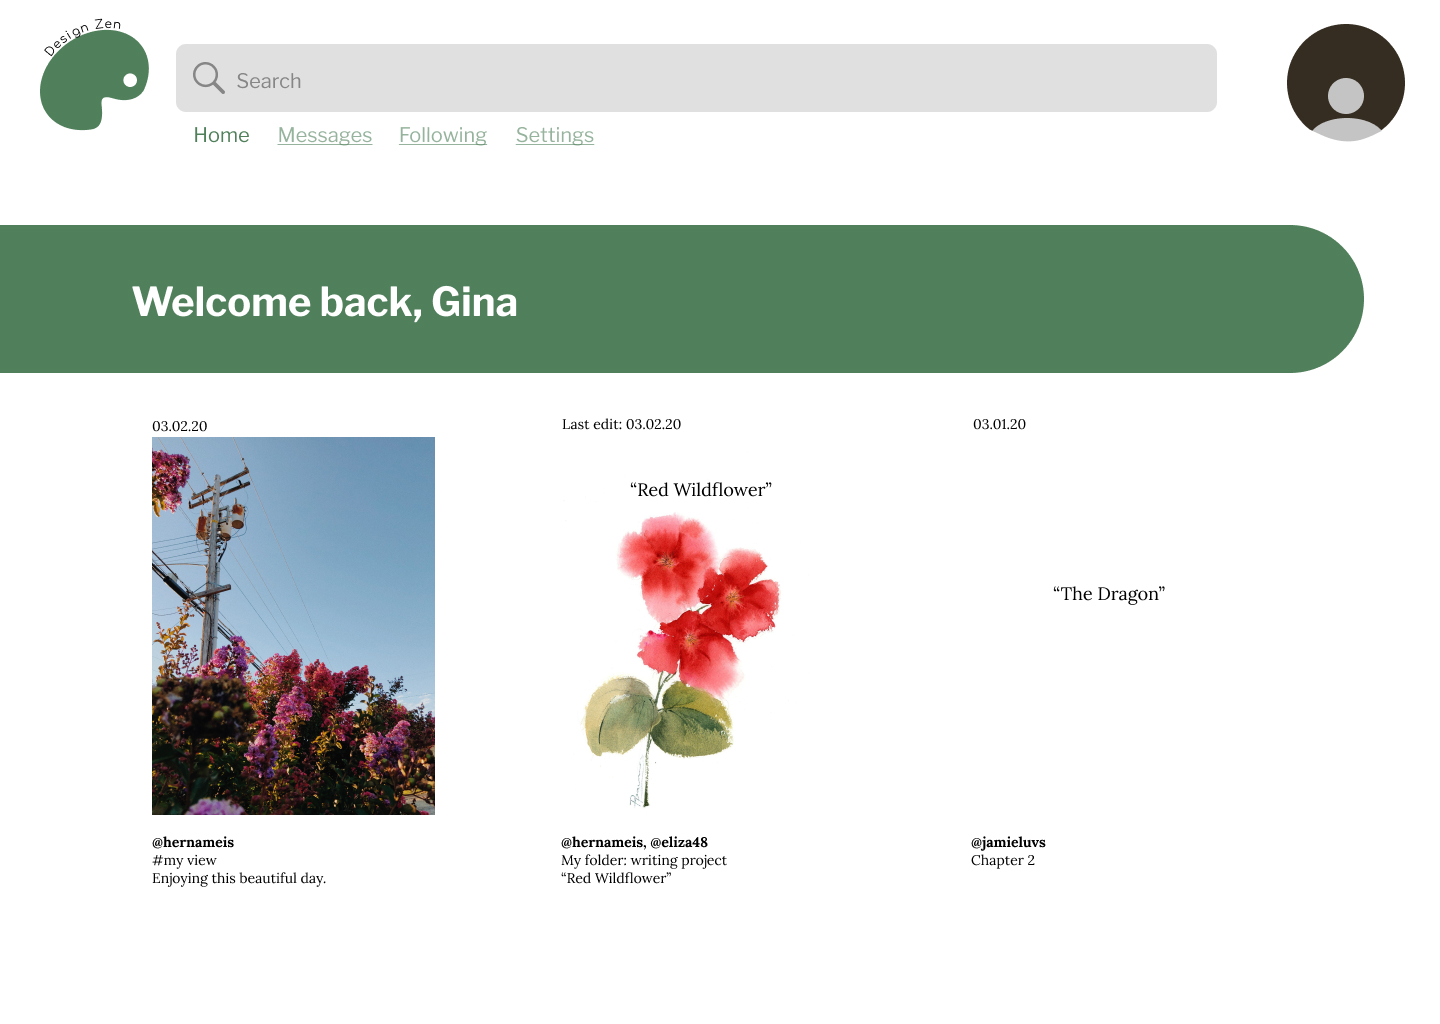 Design Zen
Search
Home Messages Following Settings
Welcome back, Gina
03.02.20
Last edit: 03.02.20
03.01.20
“Red Wildflower”
“The Dragon”
@hernameis
#my view
Enjoying this beautiful day.
@hernameis, @eliza48
My folder: writing project
“Red Wildflower”
@jamieluvs
Chapter 2